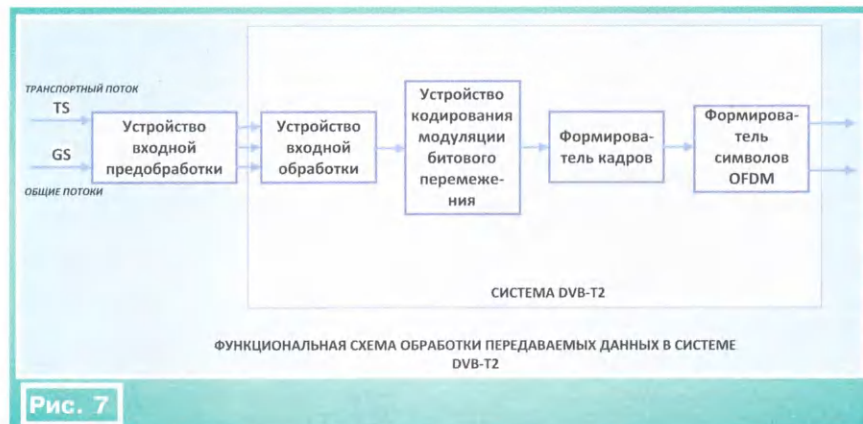 ТРАНСПОРТНЫЙ ПОТОК
TS
GS
ОБЩИЕ ПОТОКИ
Устройство
входной
предобработки
Устройство
входной
обработки
Устройство
кодирования
модуляции
битового
перемеже-
ния
Формирова-
тель кадров
Формирова-
тель
символов
OFDM
СИСТЕМА DVB-T2
ФУНКЦИОНАЛЬНАЯ СХЕМА ОБРАБОТКИ ПЕРЕДАВАЕМЫХ ДАННЫХ В СИСТЕМЕ
DVB-T2
Рис. 7